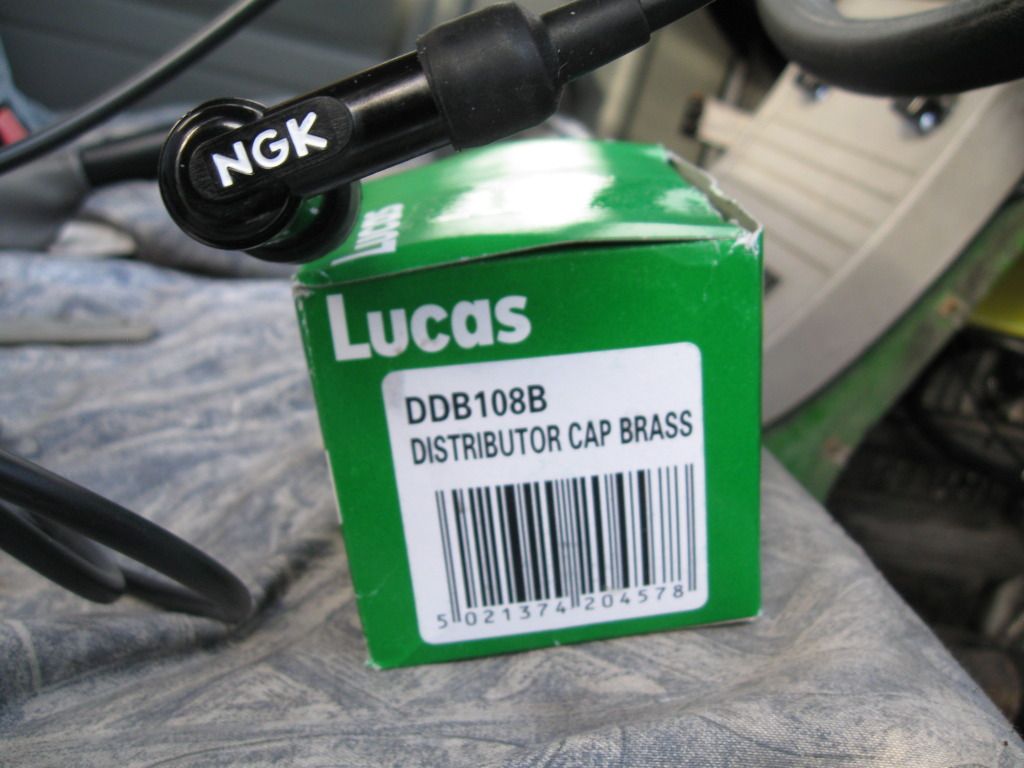 NGK
LUCAS
Lucas
DDB108B
DISTRIBUTOR CAP BRASS
5 021374 204578